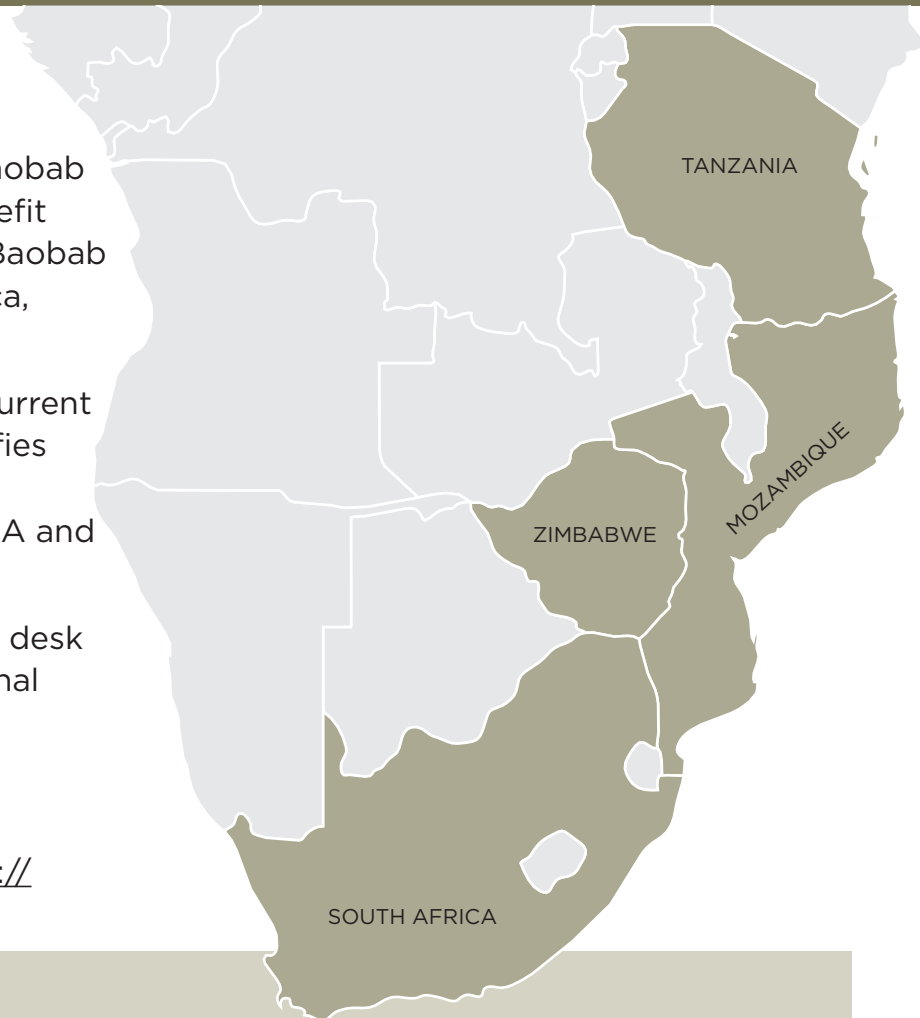 aobab
efit
Baobab
ca,
urrent
fies
A and
desk
nal
://
TANZANIA
MOZAMBIQUE
ZIMBABWE
SOUTH AFRICA